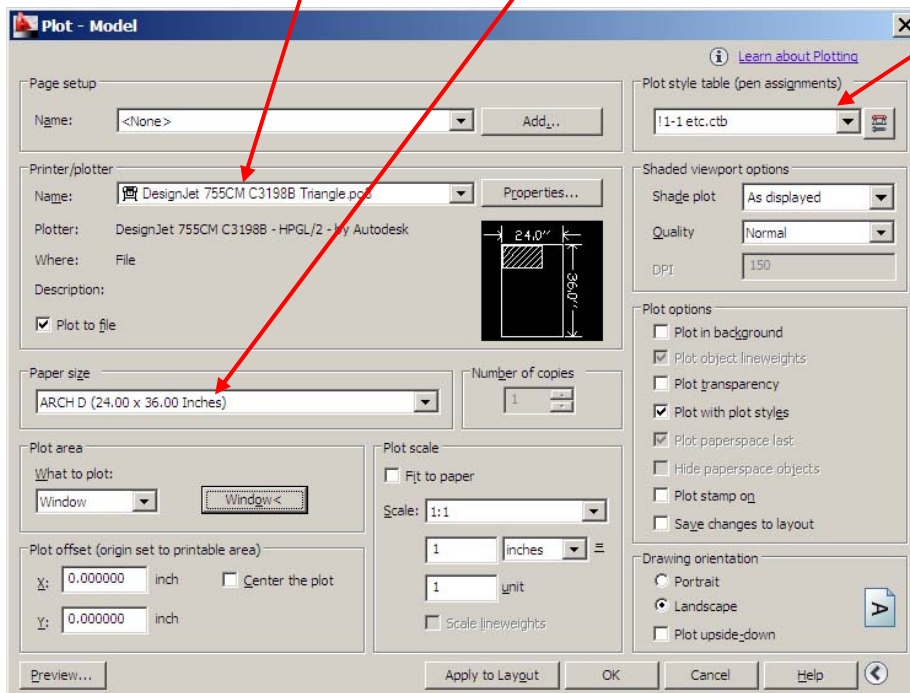 Plot - Model
Learn about Plotting
Page setup
Name: <None> Add...
Plot style table (pen assignments)
!1-1 etc.ctb
Printer/plotter
Name: DesignJet 755CM C3198B Triangle.pc3 Properties...
Plotter: DesignJet 755CM C3198B - HPGL/2 - by Autodesk
Where: File
Description:
Plot to file
24.0"
36.0"
Shaded viewport options
Shade plot As displayed
Quality Normal
DPI 150
Paper size
ARCH D (24.00 x 36.00 Inches)
Number of copies
1
Plot options
Plot in background
Plot object lineweights
Plot transparency
Plot with plot styles
Plot paperspace last
Hide paperspace objects
Plot stamp on
Save changes to layout
Plot area
What to plot:
Window Window<
Plot scale
Fit to paper
Scale: 1:1
1 inches =
1 unit
Scale lineweights
Plot offset (origin set to printable area)
X: 0.000000 inch Center the plot
Y: 0.000000 inch
Drawing orientation
Portrait
Landscape
Plot upside-down
A
Preview... Apply to Layout OK Cancel Help